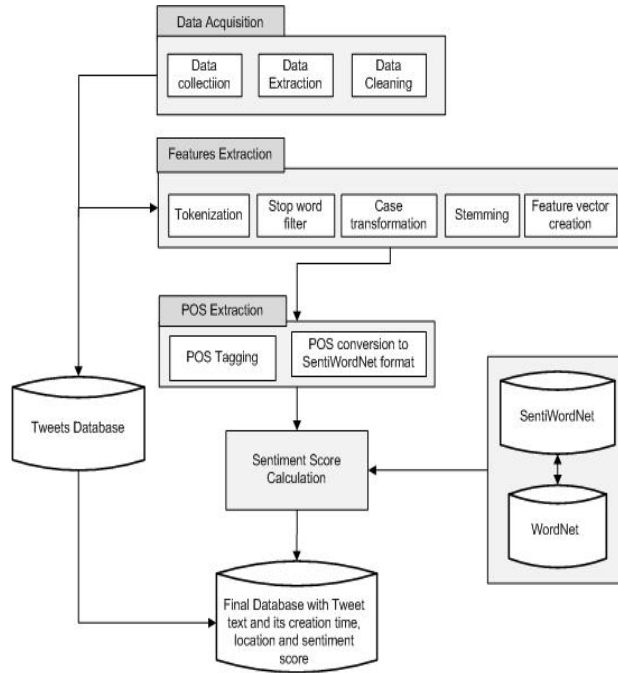 Data Acquisition
Data
collectiion
Data
Extraction
Data
Cleaning
Features Extraction
Tokenization
Stop word
filter
Case
transformation
Stemming
Feature vector
creation
POS Extraction
POS Tagging
POS conversion to
SentiWordNet format
Tweets Database
Sentiment Score
Calculation
SentiWordNet
WordNet
Final Database with Tweet
text and its creation time,
location and sentiment
score